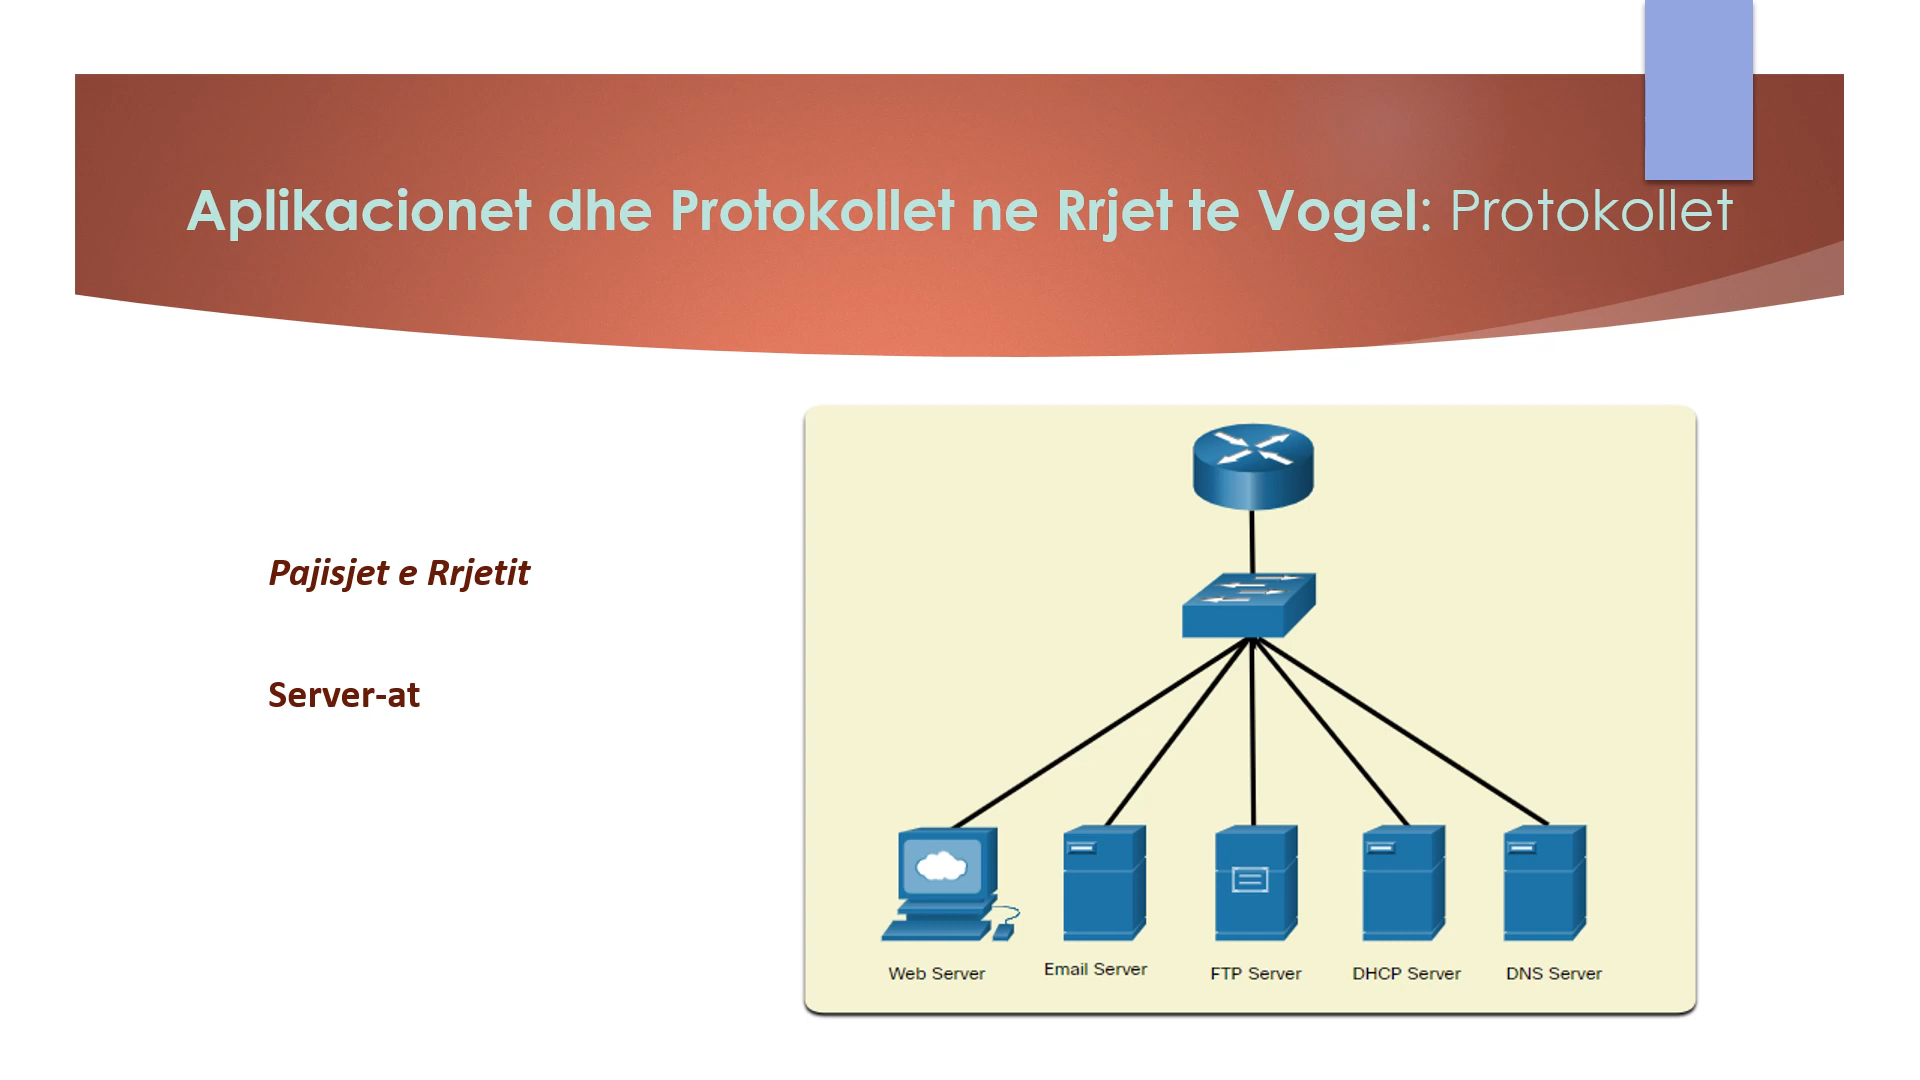 Aplikacionet dhe Protokollet ne Rrjet te Vogel: Protokollet
Pajisjet e Rrjetit
Server-at
Web Server
Email Server
FTP Server
DHCP Server
DNS Server